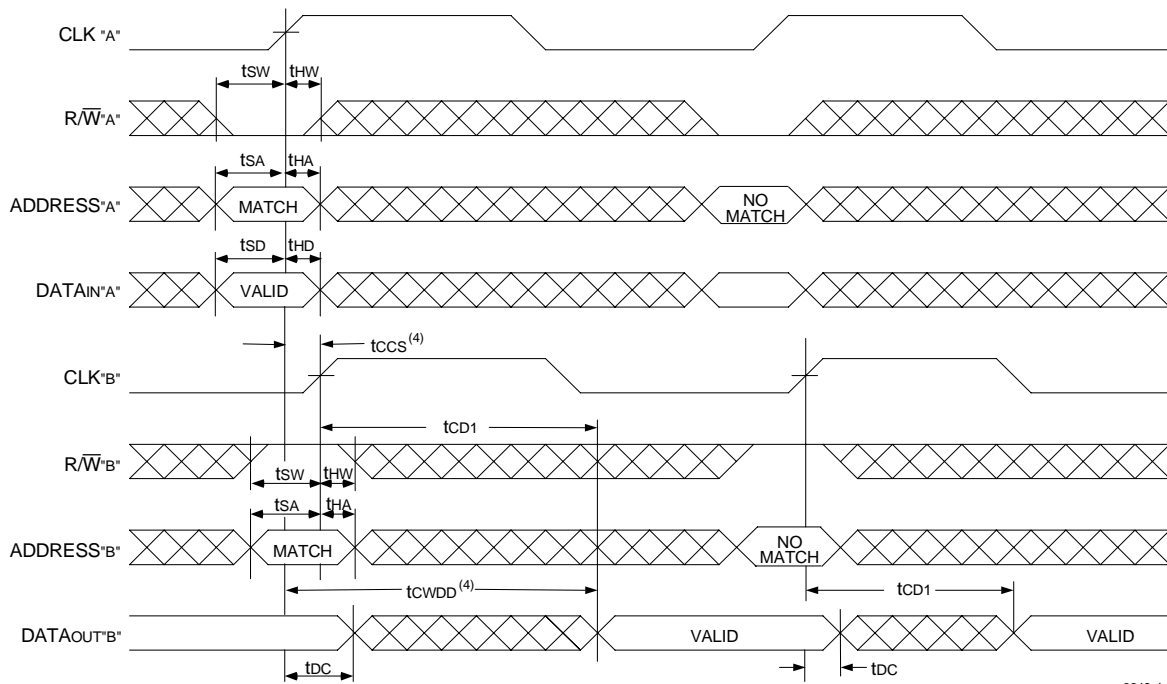 CLK "A"
tSW tHW
R/W̅"A"
tSA tHA
ADDRESS"A" MATCH NO MATCH
tSD tHD
DATAIN"A" VALID
tCCS(4)
CLK"B"
tCD1
R/W̅"B"
tSW tHW
tSA tHA
ADDRESS"B" MATCH NO MATCH
tCWDD(4) tCD1
DATAOUT"B" VALID VALID
tDC tDC